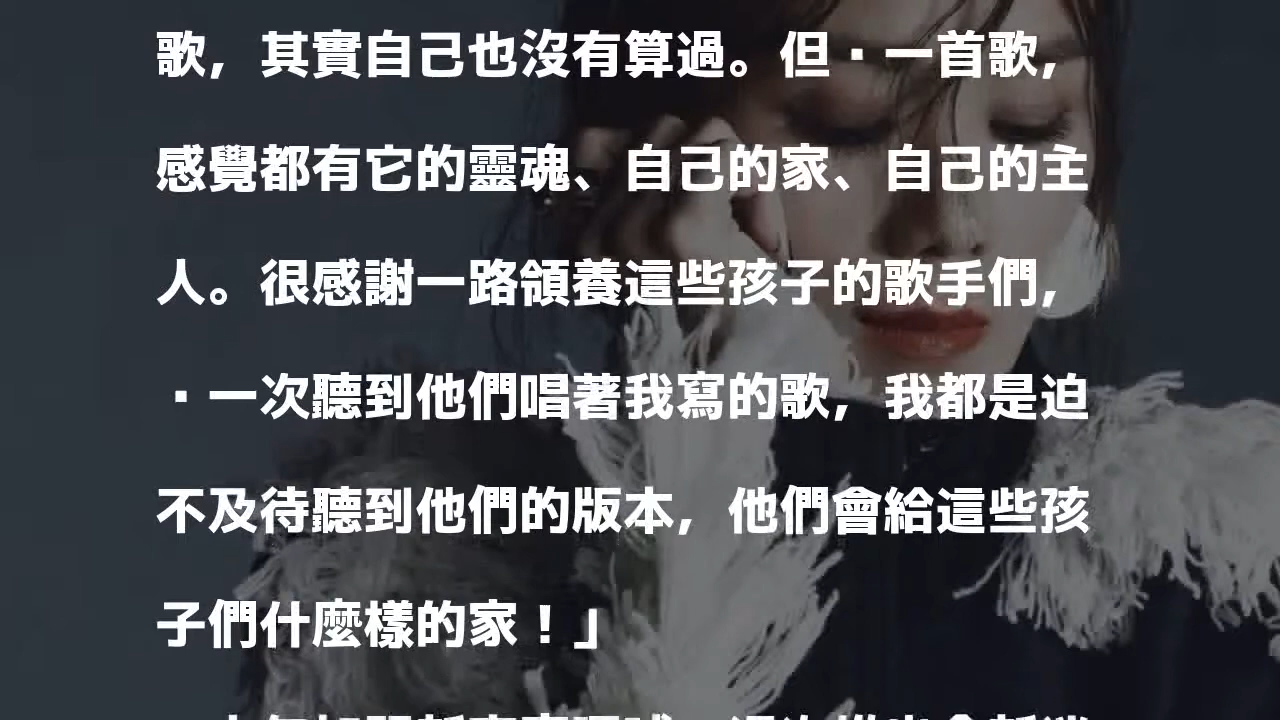 歌，其實自己也沒有算過。但·一首歌，
感覺都有它的靈魂、自己的家、自己的主
人。很感謝一路領養這些孩子的歌手們，
·一次聽到他們唱著我寫的歌，我都是迫
不及待聽到他們的版本，他們會給這些孩
子們什麼樣的家！」